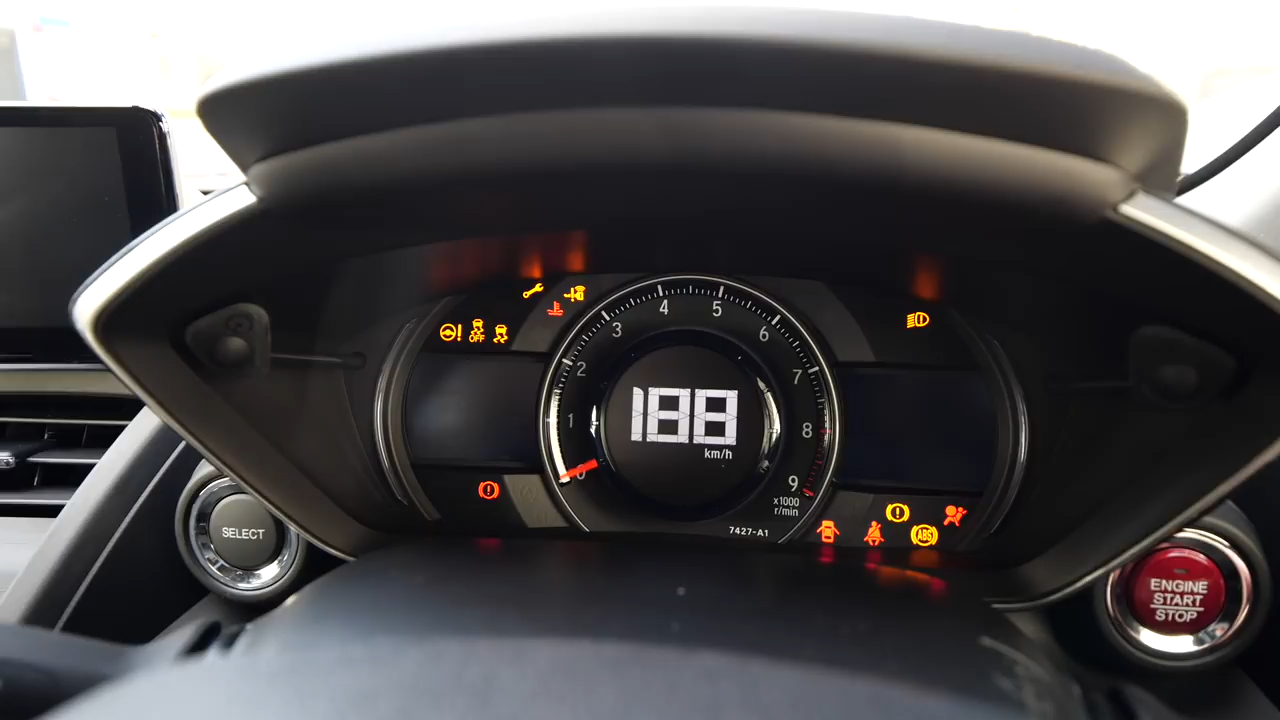 4 5
3 6
2 7
1 8
0 9
188
km/h
x1000
r/min
7427-A1
OFF
!
ABS
SELECT
ENGINE
START
STOP